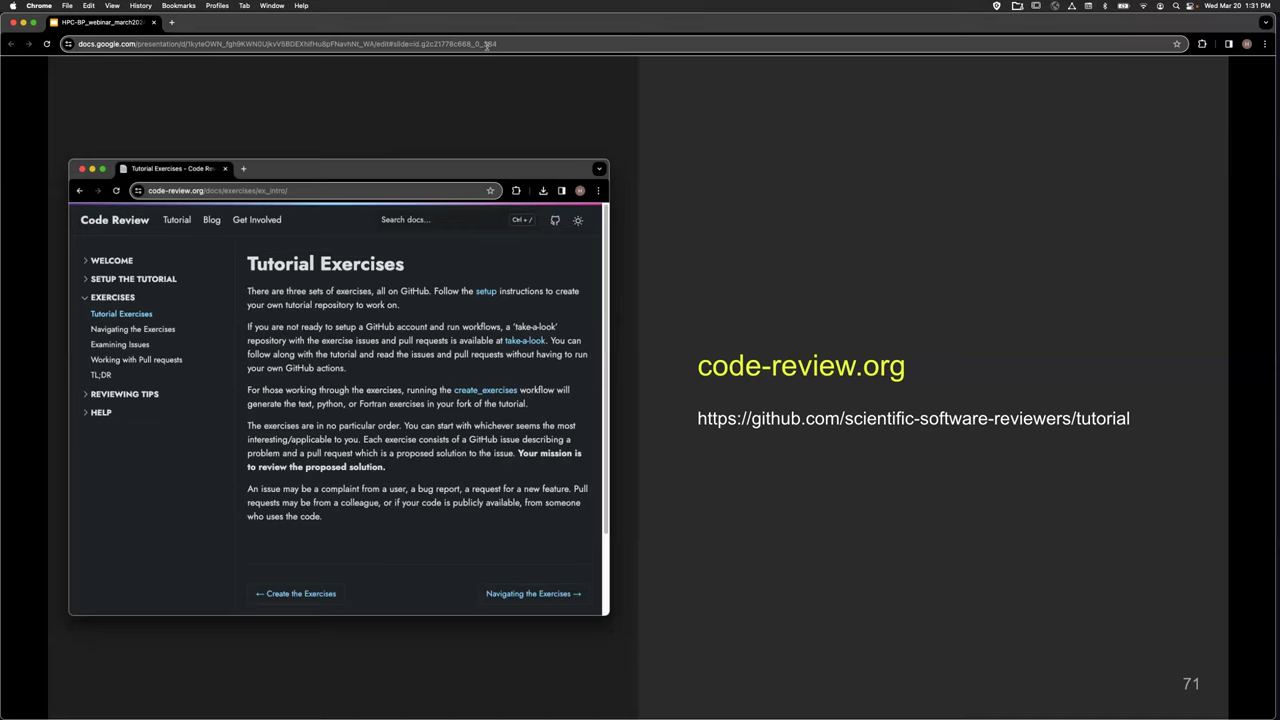 Chrome File Edit View History Bookmarks Profiles Tab Window Help
Wed Mar 20 1:31 PM
HPC-BP_webinar_march202
Tutorial Exercises - Code Re
code-review.org/docs/exercises/ex_intro/
Code Review Tutorial Blog Get Involved Search docs... Ctrl + /
WELCOME
SETUP THE TUTORIAL
EXERCISES
Tutorial Exercises
Navigating the Exercises
Examining Issues
Working with Pull requests
TL;DR
REVIEWING TIPS
HELP
Tutorial Exercises
There are three sets of exercises, all on GitHub. Follow the setup instructions to create
your own tutorial repository to work on.
If you are not ready to setup a GitHub account and run workflows, a 'take-a-look'
repository with the exercise issues and pull requests is available at take-a-look. You can
follow along with the tutorial and read the issues and pull requests without having to run
your own GitHub actions.
For those working through the exercises, running the create_exercises workflow will
generate the text, python, or Fortran exercises in your fork of the tutorial.
The exercises are in no particular order. You can start with whichever seems the most
interesting/applicable to you. Each exercise consists of a GitHub issue describing a
problem and a pull request which is a proposed solution to the issue. Your mission is
to review the proposed solution.
An issue may be a complaint from a user, a bug report, a request for a new feature. Pull
requests may be from a colleague, or if your code is publicly available, from someone
who uses the code.
← Create the Exercises
Navigating the Exercises →
code-review.org
https://github.com/scientific-software-reviewers/tutorial
71